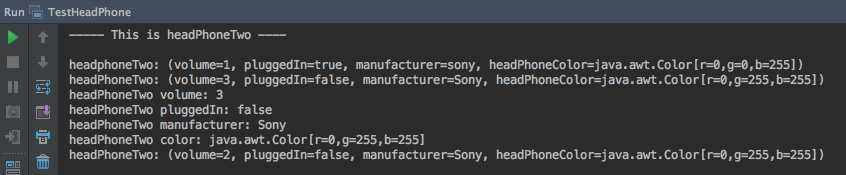 Run TestHeadPhone
————— This is headPhoneTwo ————
headphoneTwo: (volume=1, pluggedIn=true, manufacturer=sony, headPhoneColor=java.awt.Color[r=0,g=0,b=255])
headPhoneTwo: (volume=3, pluggedIn=false, manufacturer=Sony, headPhoneColor=java.awt.Color[r=0,g=255,b=255])
headPhoneTwo volume: 3
headPhoneTwo pluggedIn: false
headPhoneTwo manufacturer: Sony
headPhoneTwo color: java.awt.Color[r=0,g=255,b=255]
headPhoneTwo: (volume=2, pluggedIn=false, manufacturer=Sony, headPhoneColor=java.awt.Color[r=0,g=255,b=255])